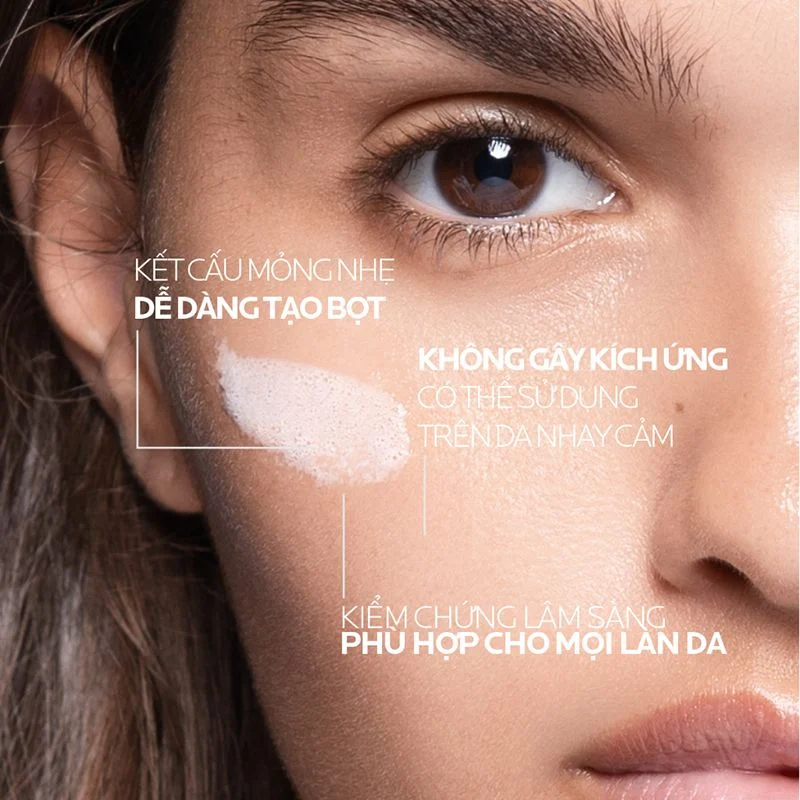 KẾT CẤU MỎNG NHẸ
DỄ DÀNG TẠO BỌT
KHÔNG GÂY KÍCH ỨNG
CÓ THỂ SỬ DỤNG
TRÊN DA NHẠY CẢM
KIỂM CHỨNG LÂM SÀNG
PHÙ HỢP CHO MỌI LÀN DA